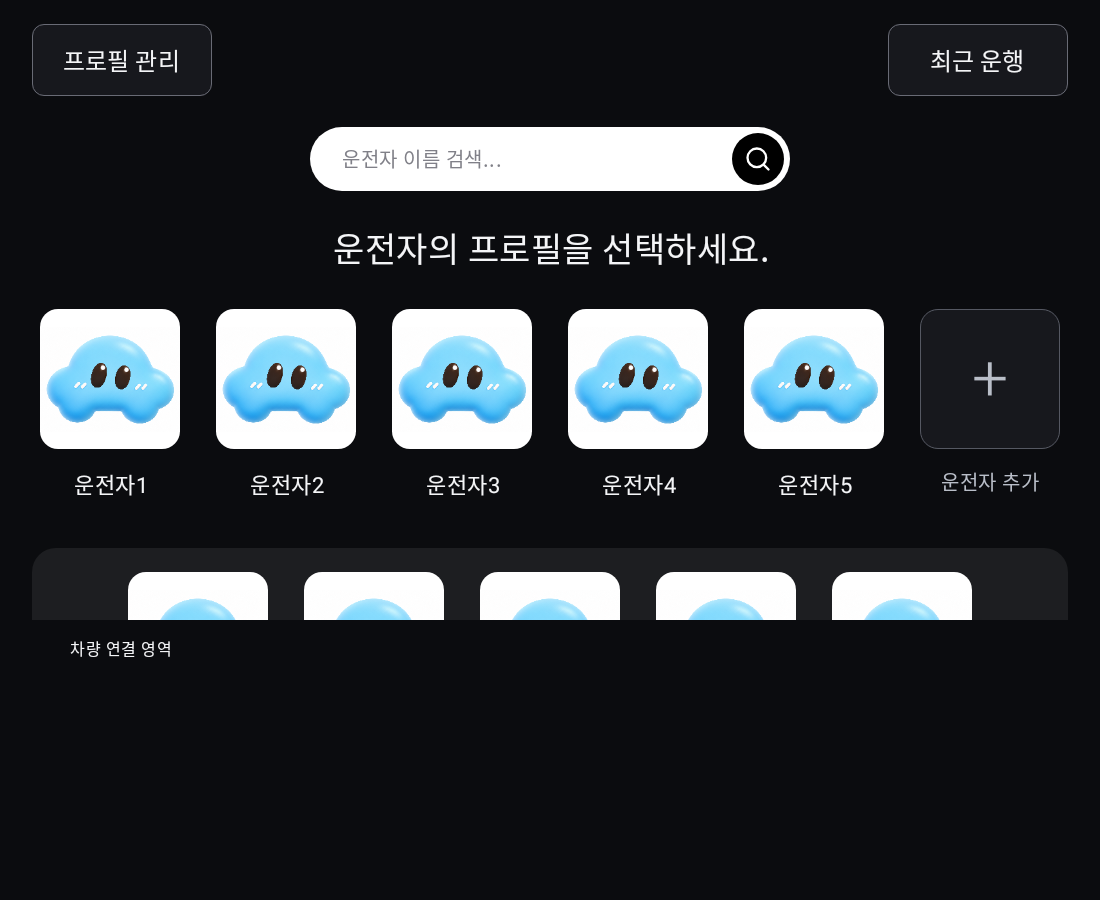 프로필 관리
최근 운행
운전자 이름 검색...
운전자의 프로필을 선택하세요.
운전자1
운전자2
운전자3
운전자4
운전자5
운전자 추가
차량 연결 영역